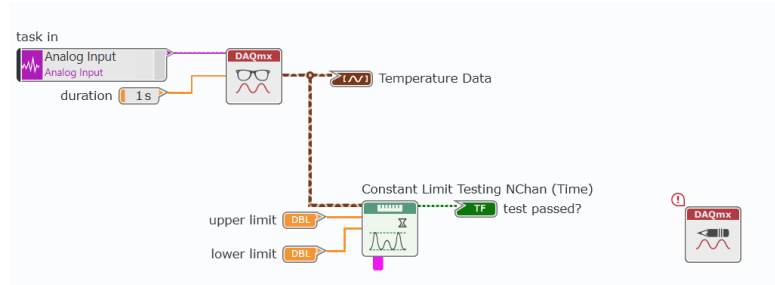 task in
Analog Input
Analog Input
DAQmx
duration
1 s
Temperature Data
Constant Limit Testing NChan (Time)
upper limit
DBL
TF
test passed?
lower limit
DBL
DAQmx